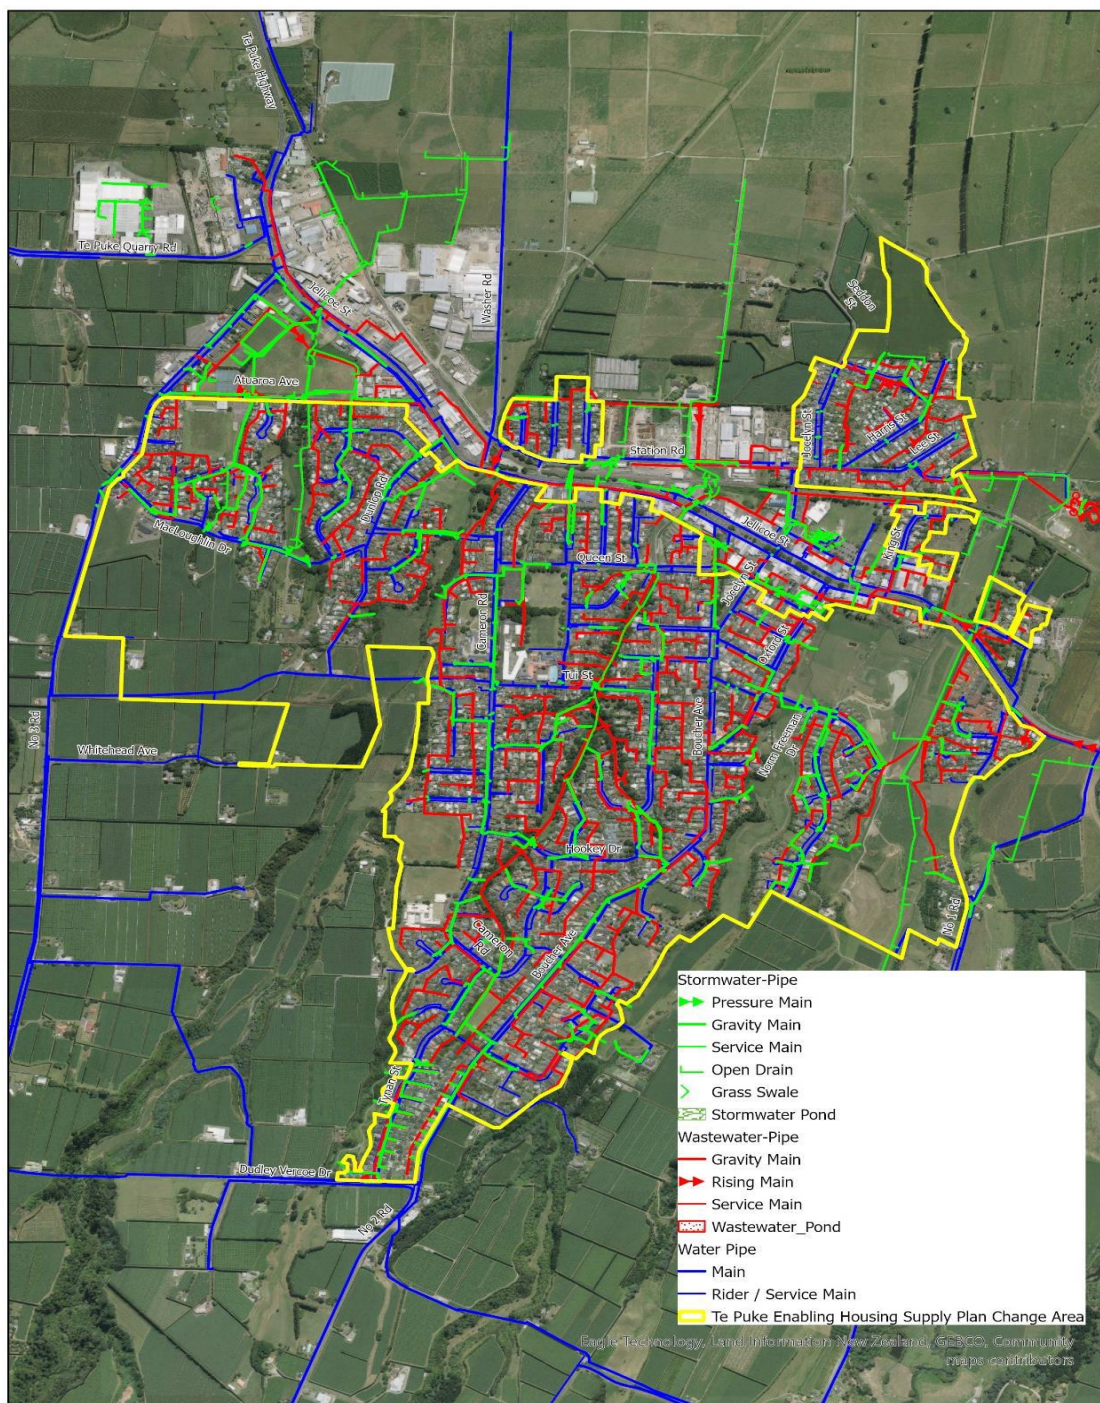 Te Puke Highway
Te Puke Quarry Rd
Jellicoe St
Washer Rd
Seddon St
Atuaroa Ave
Jocelyn St
Harris St
Lee St
Station Rd
Dunlop Rd
MacLoughlin Dr
Jellicoe St
King St
Queen St
Jocelyn St
Cameron Rd
Oxford St
Tui St
No 3 Rd
Whitehead Ave
Boucher Ave
Norm Freeman Dr
Hookey Dr
Cameron Rd
Boucher Ave
No 1 Rd
Tynan St
Dudley Vercoe Dr
No 2 Rd
Stormwater-Pipe
Pressure Main
Gravity Main
Service Main
Open Drain
Grass Swale
Stormwater Pond
Wastewater-Pipe
Gravity Main
Rising Main
Service Main
Wastewater_Pond
Water Pipe
Main
Rider / Service Main
Te Puke Enabling Housing Supply Plan Change Area
Eagle Technology, Land Information New Zealand, GEBCO, Community
maps contributors